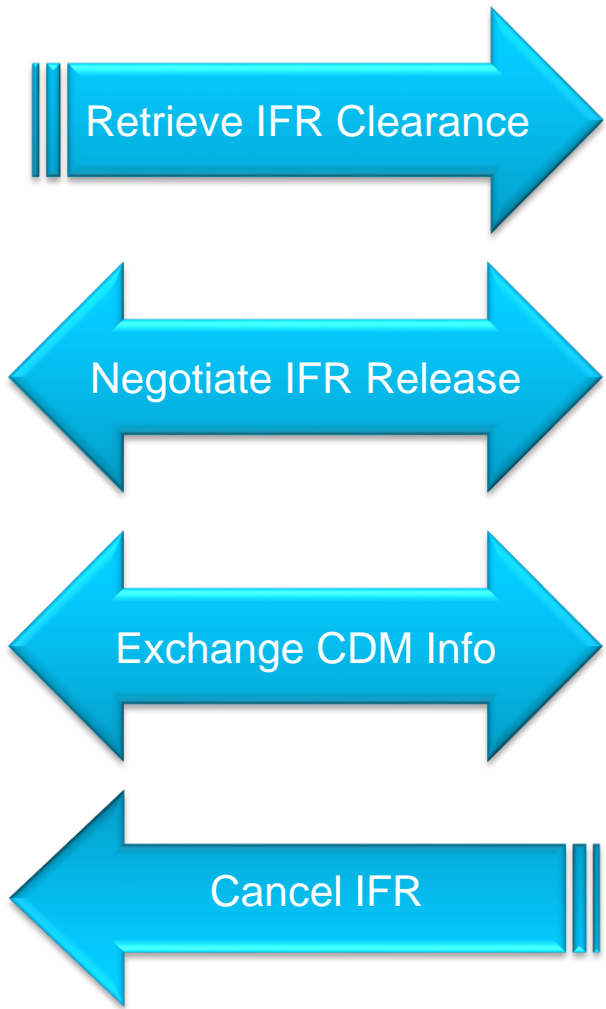 Retrieve IFR Clearance
Negotiate IFR Release
Exchange CDM Info
Cancel IFR